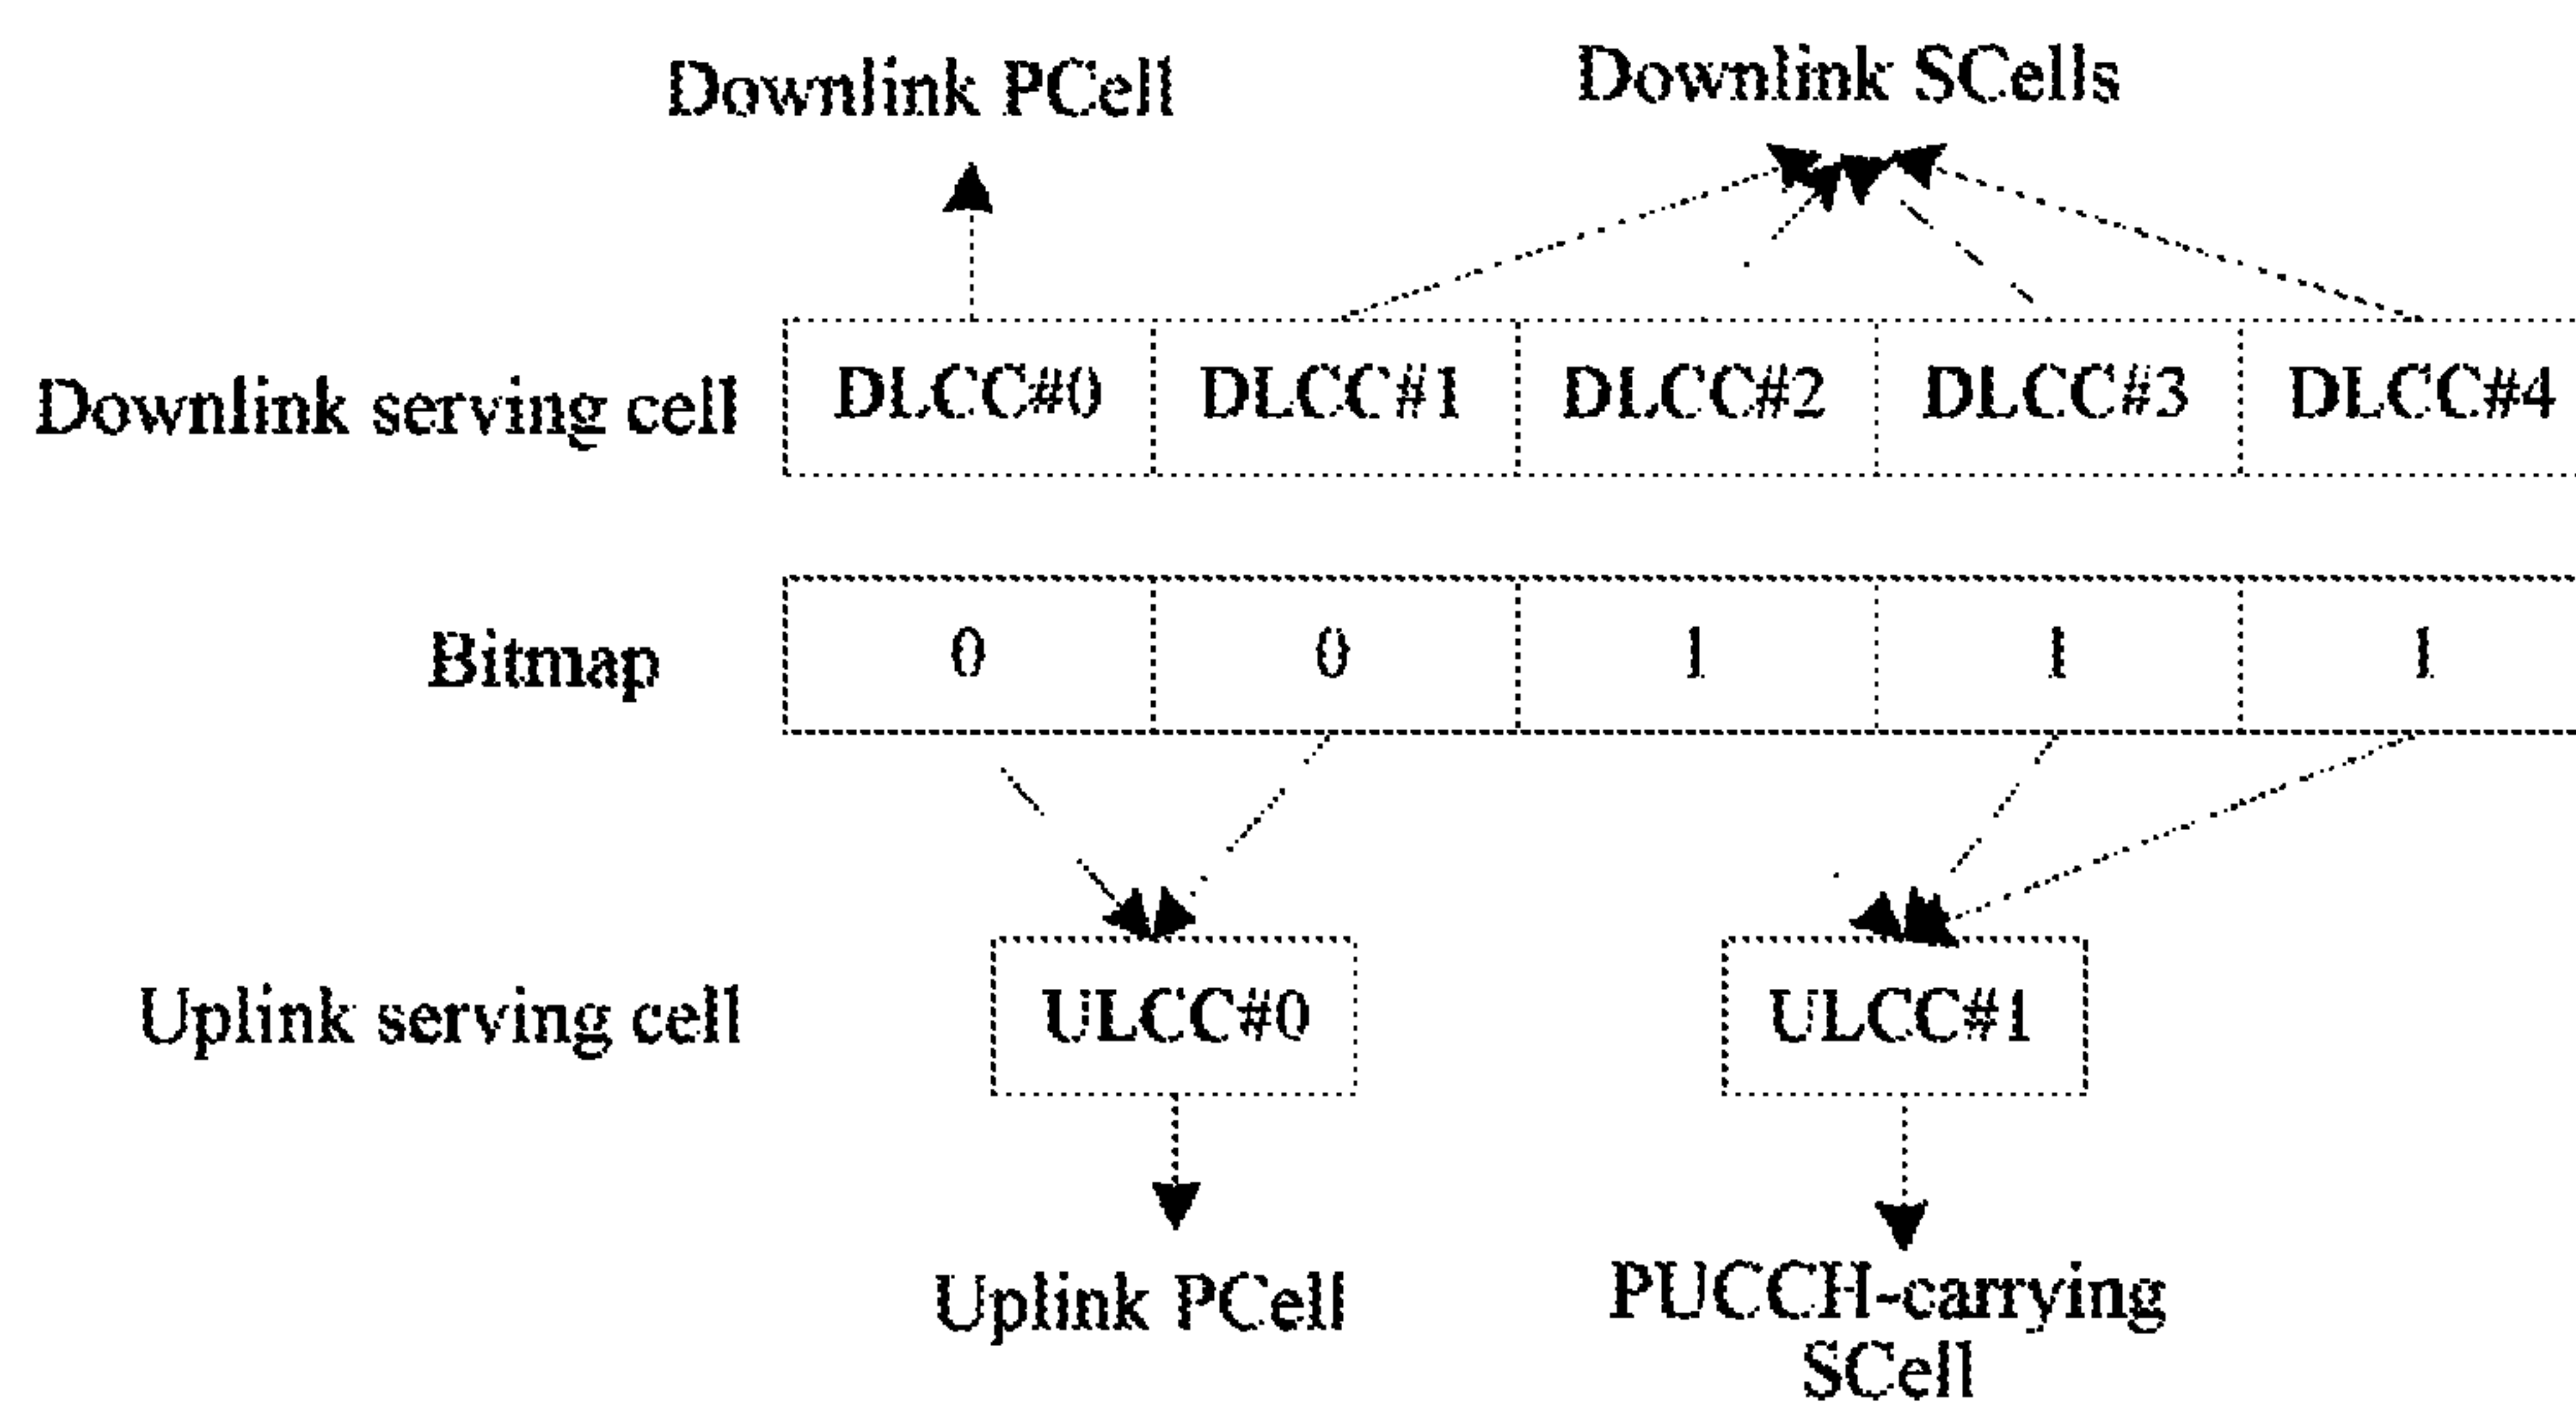 Downlink PCell Downlink SCells
Downlink serving cell DLCC#0 DLCC#1 DLCC#2 DLCC#3 DLCC#4
Bitmap 0 0 1 1 1
Uplink serving cell ULCC#0 ULCC#1
Uplink PCell PUCCH-carrying
SCell